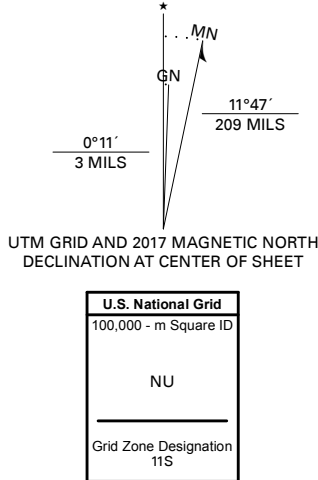 MN
GN
0°11´
3 MILS
11°47´
209 MILS
UTM GRID AND 2017 MAGNETIC NORTH
DECLINATION AT CENTER OF SHEET
U.S. National Grid
100,000 - m Square ID
NU
Grid Zone Designation
11S